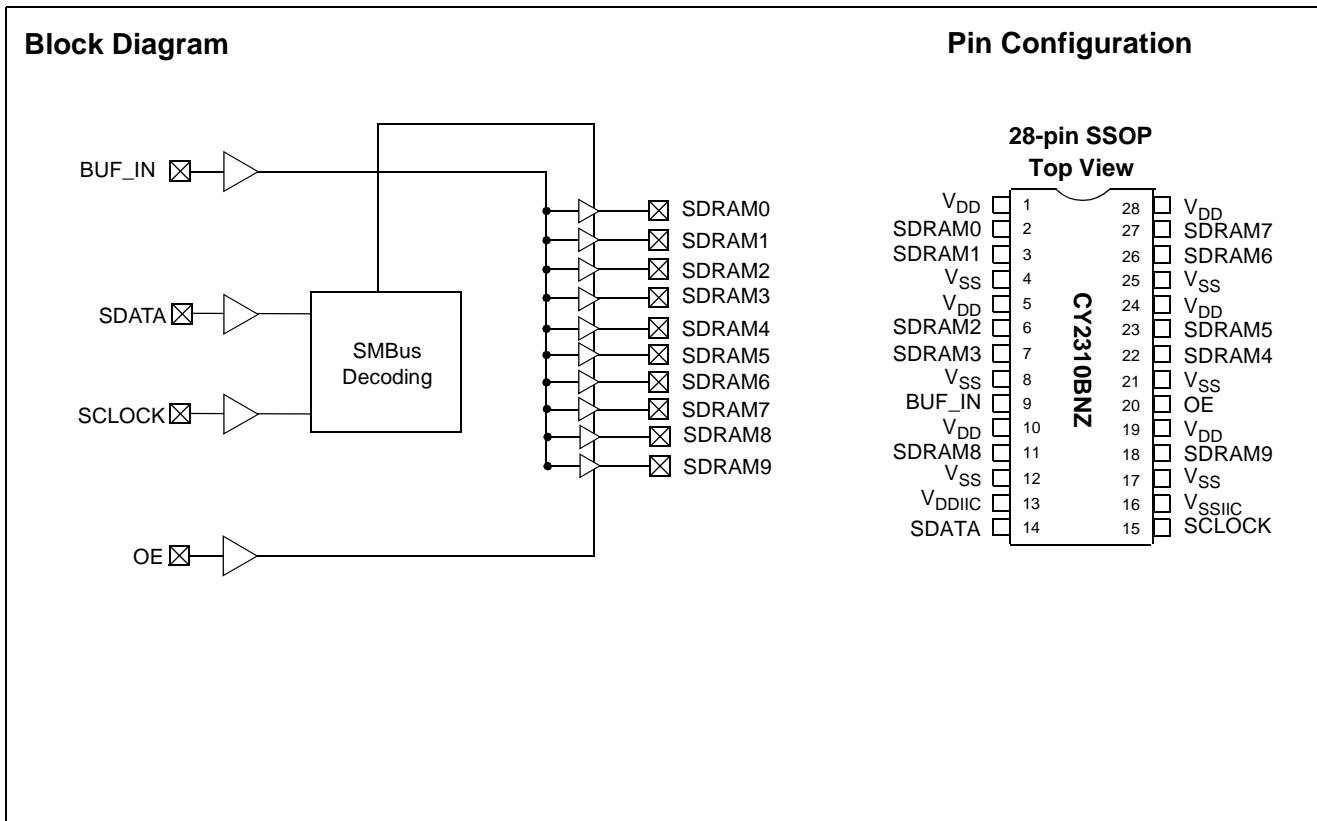 Block Diagram
Pin Configuration
BUF_IN
SDATA
SCLOCK
OE
SMBus
Decoding
SDRAM0
SDRAM1
SDRAM2
SDRAM3
SDRAM4
SDRAM5
SDRAM6
SDRAM7
SDRAM8
SDRAM9
28-pin SSOP
Top View
VDD 1
SDRAM0 2
SDRAM1 3
VSS 4
VDD 5
SDRAM2 6
SDRAM3 7
VSS 8
BUF_IN 9
VDD 10
SDRAM8 11
VSS 12
VDDIIC 13
SDATA 14
CY2310BNZ
28 VDD
27 SDRAM7
26 SDRAM6
25 VSS
24 VDD
23 SDRAM5
22 SDRAM4
21 VSS
20 OE
19 VDD
18 SDRAM9
17 VSS
16 VSSIIC
15 SCLOCK